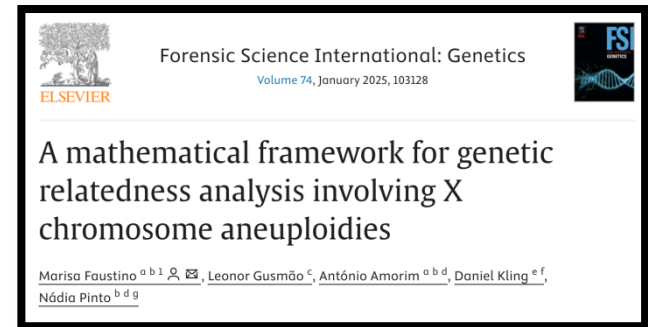 Forensic Science International: Genetics
Volume 74, January 2025, 103128
ELSEVIER
FSI
GENETICS
A mathematical framework for genetic
relatedness analysis involving X
chromosome aneuploidies
Marisa Faustino a b 1, Leonor Gusmão c, António Amorim a b d, Daniel Kling e f,
Nádia Pinto b d g